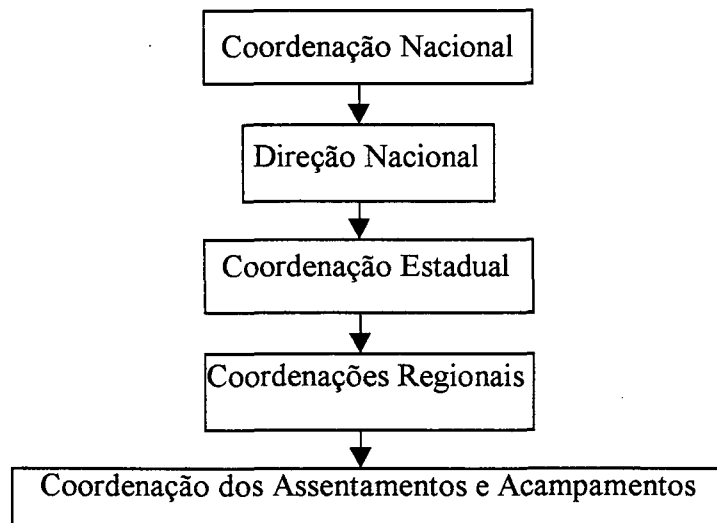 Coordenação Nacional
Direção Nacional
Coordenação Estadual
Coordenações Regionais
Coordenação dos Assentamentos e Acampamentos